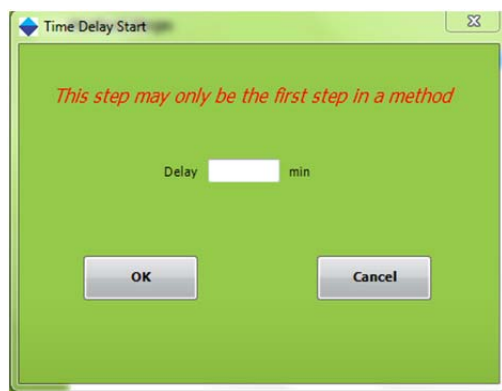 Time Delay Start
This step may only be the first step in a method
Delay min
OK Cancel